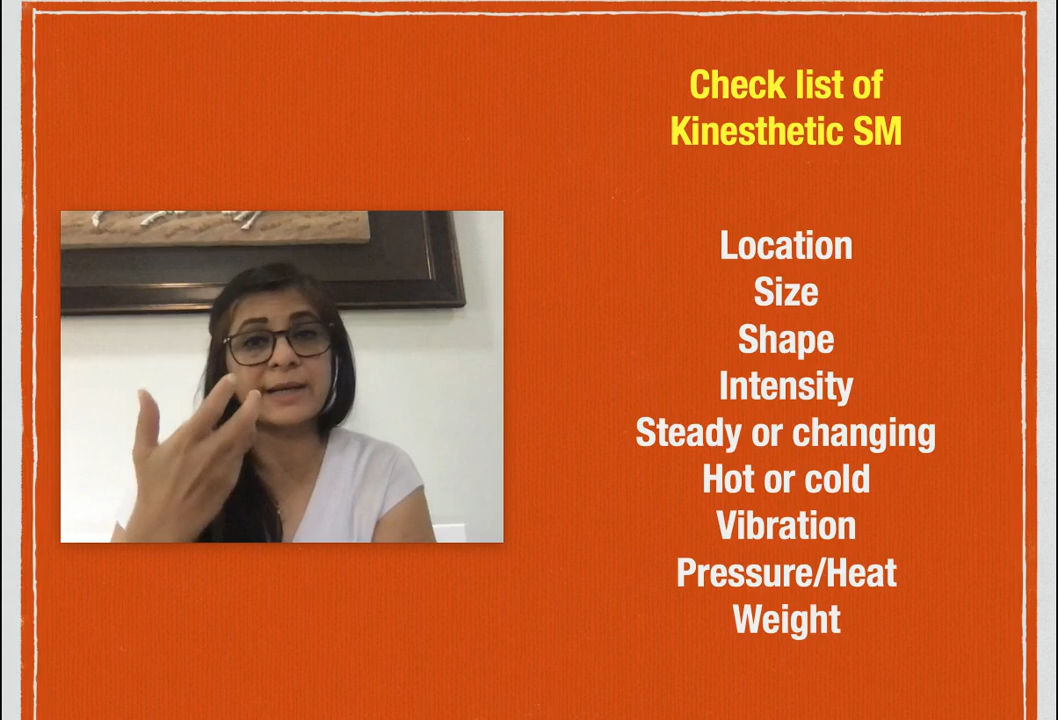 Check list of
Kinesthetic SM
Location
Size
Shape
Intensity
Steady or changing
Hot or cold
Vibration
Pressure/Heat
Weight